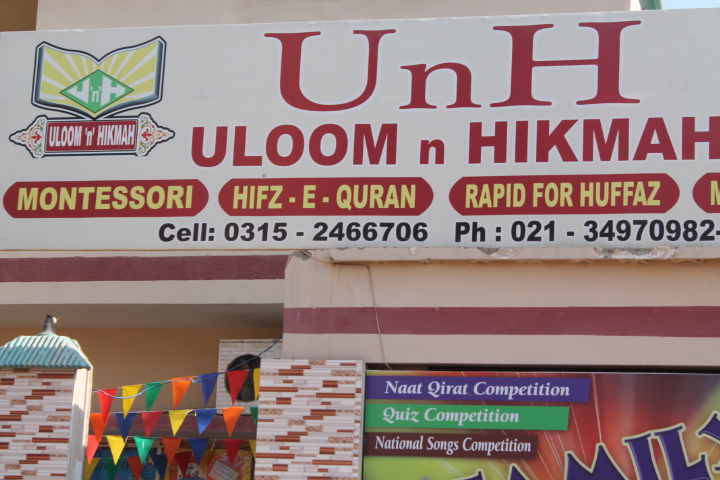 UnH
U'n'H
ULOOM 'n' HIKMAH
ULOOM n HIKMAH
MONTESSORI
HIFZ - E - QURAN
RAPID FOR HUFFAZ
M
Cell: 0315 - 2466706 Ph : 021 - 34970982-
Naat Qirat Competition
Quiz Competition
National Songs Competition